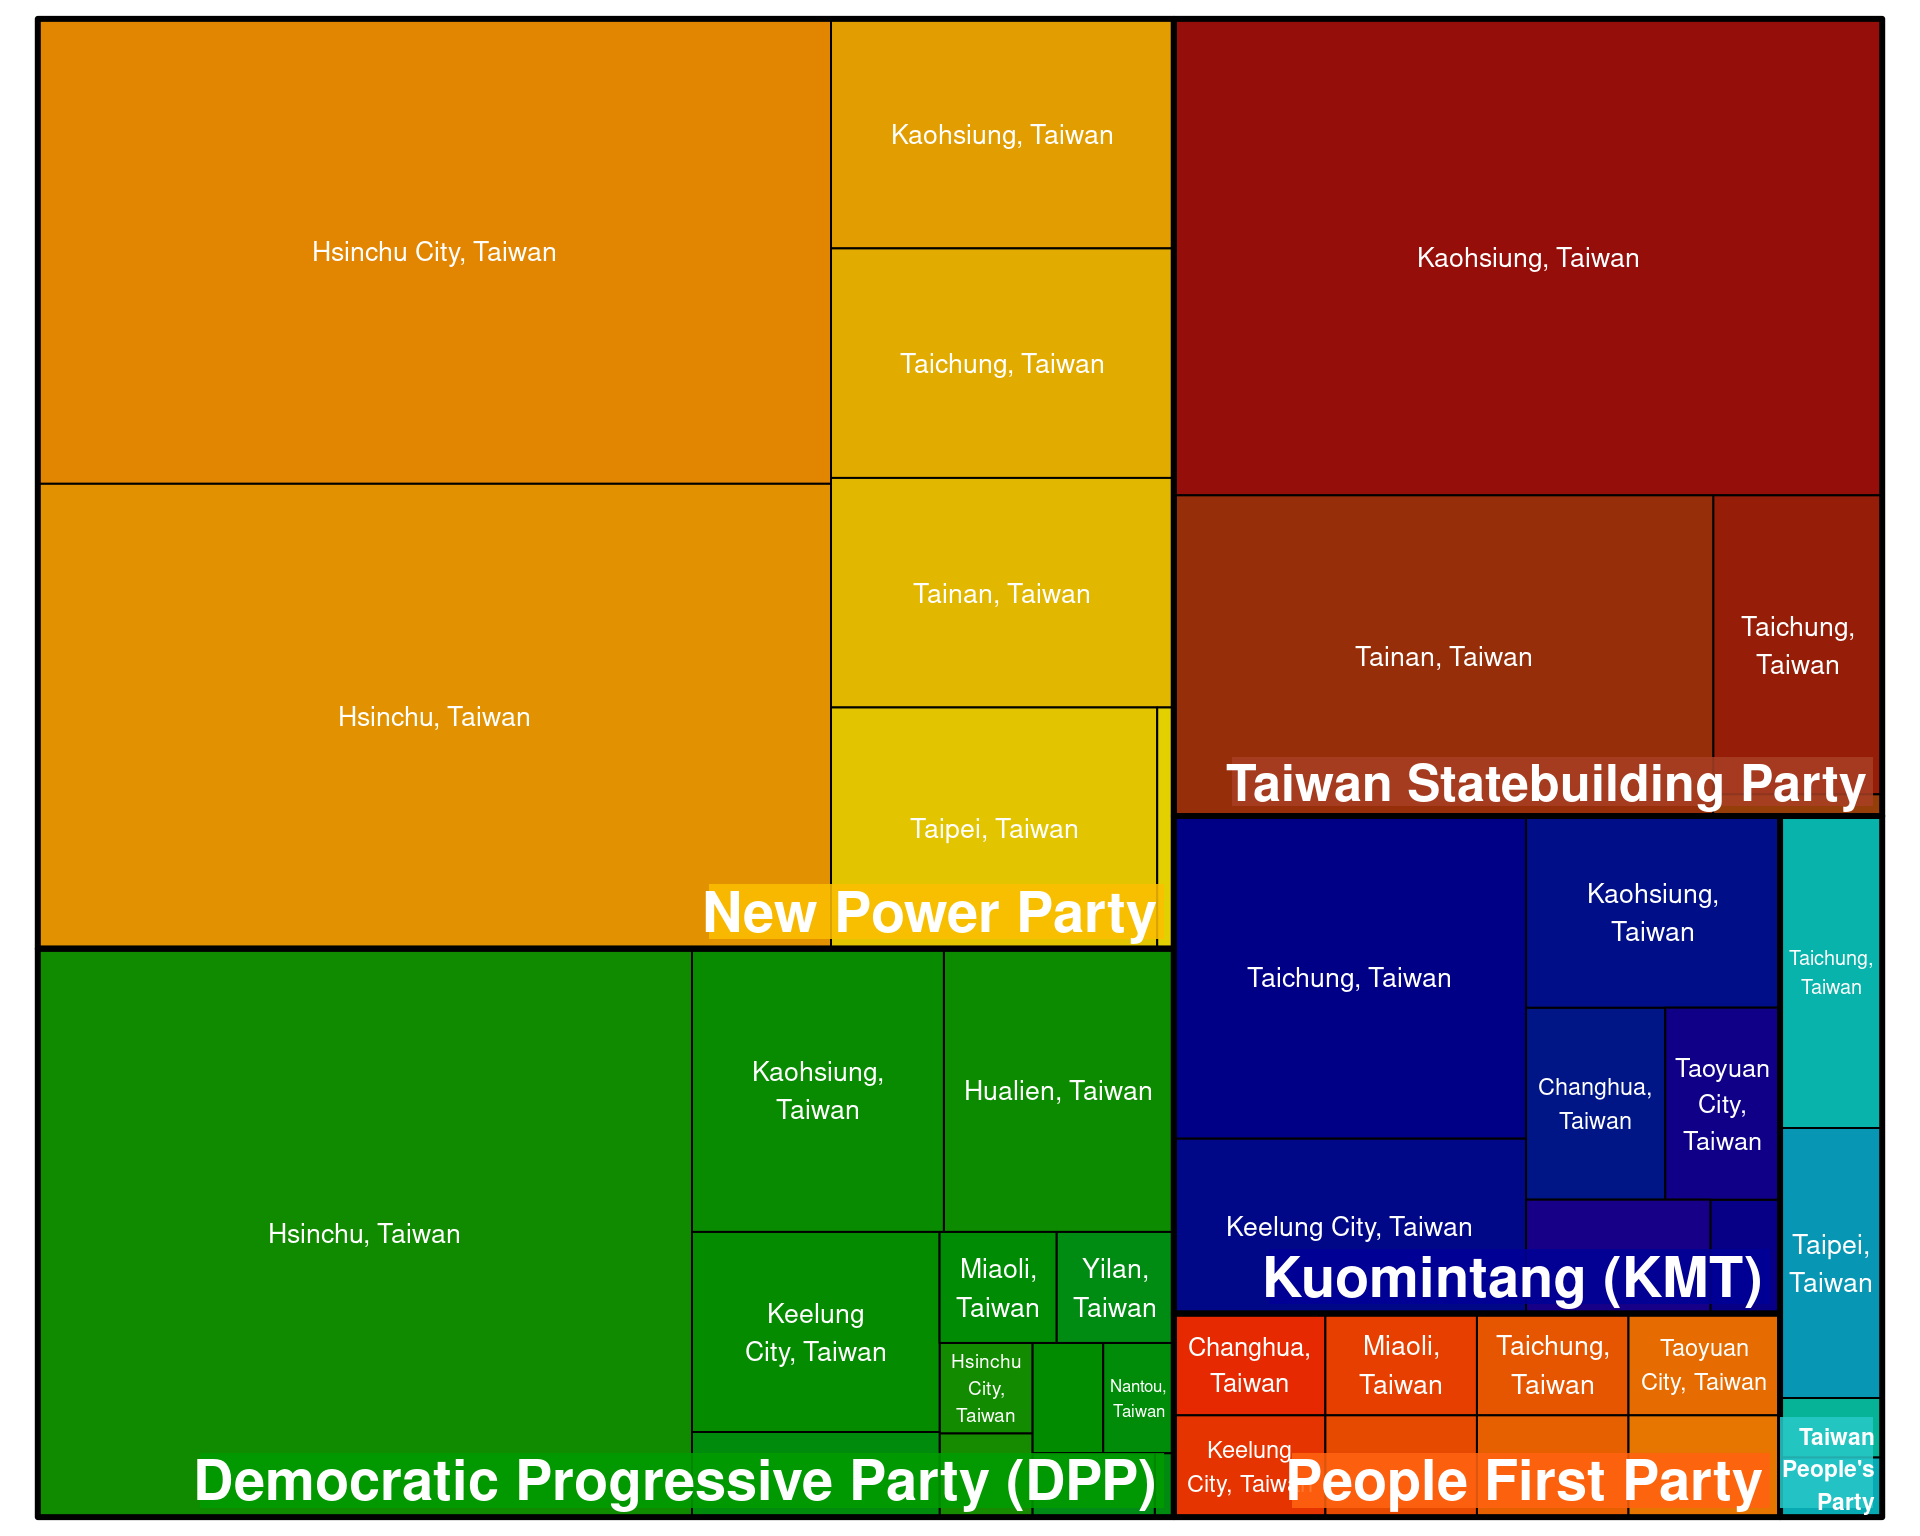 Hsinchu City, Taiwan
Hsinchu, Taiwan
Kaohsiung, Taiwan
Taichung, Taiwan
Tainan, Taiwan
Taipei, Taiwan
New Power Party
Kaohsiung, Taiwan
Tainan, Taiwan
Taichung,
Taiwan
Taiwan Statebuilding Party
Hsinchu, Taiwan
Kaohsiung,
Taiwan
Hualien, Taiwan
Keelung
City, Taiwan
Miaoli,
Taiwan
Yilan,
Taiwan
Hsinchu
City,
Taiwan
Nantou,
Taiwan
Democratic Progressive Party (DPP)
Taichung, Taiwan
Keelung City, Taiwan
Kaohsiung,
Taiwan
Changhua,
Taiwan
Taoyuan
City,
Taiwan
Kuomintang (KMT)
Changhua,
Taiwan
Miaoli,
Taiwan
Taichung,
Taiwan
Taoyuan
City, Taiwan
Keelung
City, Taiwan
People First Party
Taichung,
Taiwan
Taipei,
Taiwan
Taiwan
People's
Party